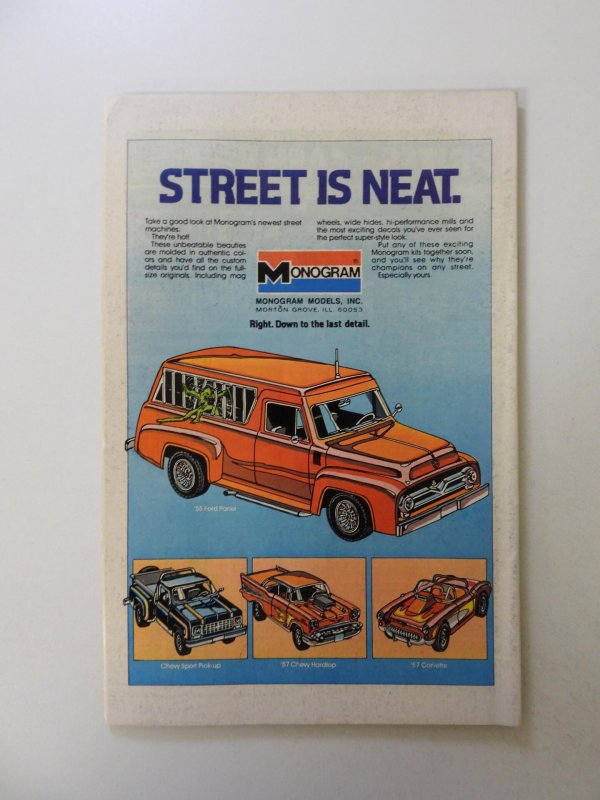 STREET IS NEAT.
Take a good look at Monogram's newest street
machines.
They're hot!
These unbeatable beauties
are molded in authentic col-
ors and have all the custom
details you'd find on the full-
size originals. Including mag
wheels, wide hides, hi-performance mills and
the most exciting decals you've ever seen for
the perfect super-style look.
Put any of these exciting
Monogram kits together soon,
and you'll see why they're
champions on any street.
Especially yours.
MONOGRAM®
MONOGRAM MODELS, INC.
MORTON GROVE, ILL 60053
Right. Down to the last detail.
'55 Ford Panel
Chevy Sport Pick-up
'57 Chevy Hardtop
'57 Corvette